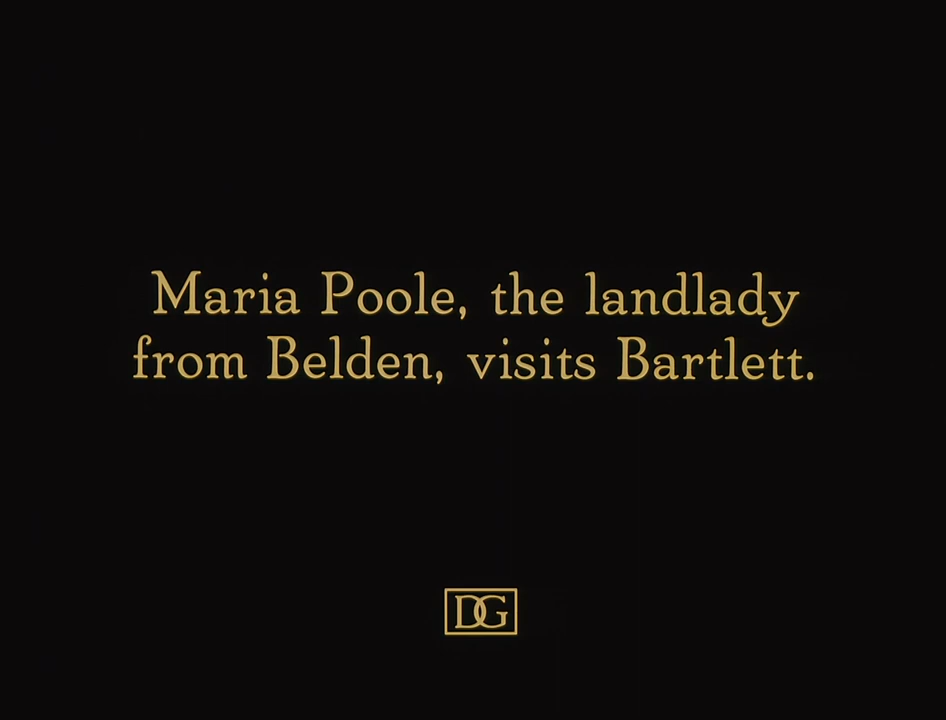 Maria Poole, the landlady
from Belden, visits Bartlett.
DG